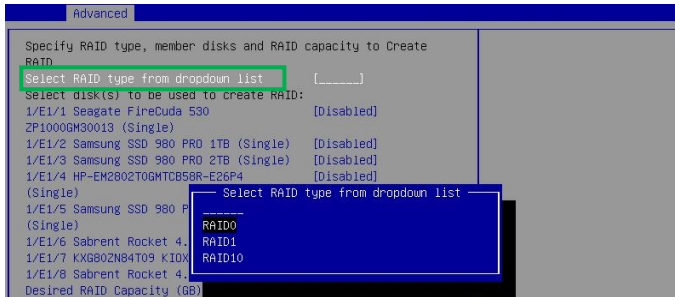 Advanced
Specify RAID type, member disks and RAID capacity to Create
RAID
Select RAID type from dropdown list [______]
Select disk(s) to be used to create RAID:
1/E1/1 Seagate FireCuda 530 [Disabled]
ZP1000GM30013 (Single)
1/E1/2 Samsung SSD 980 PRO 1TB (Single) [Disabled]
1/E1/3 Samsung SSD 980 PRO 2TB (Single) [Disabled]
1/E1/4 HP-EM2802T0GMTCB58R-E26P4 [Disabled]
(Single)
1/E1/5 Samsung SSD 980 P
(Single)
1/E1/6 Sabrent Rocket 4.
1/E1/7 KXG80ZN84T09 KIOX
1/E1/8 Sabrent Rocket 4.
Desired RAID Capacity (GB)
Select RAID type from dropdown list
______
RAID0
RAID1
RAID10